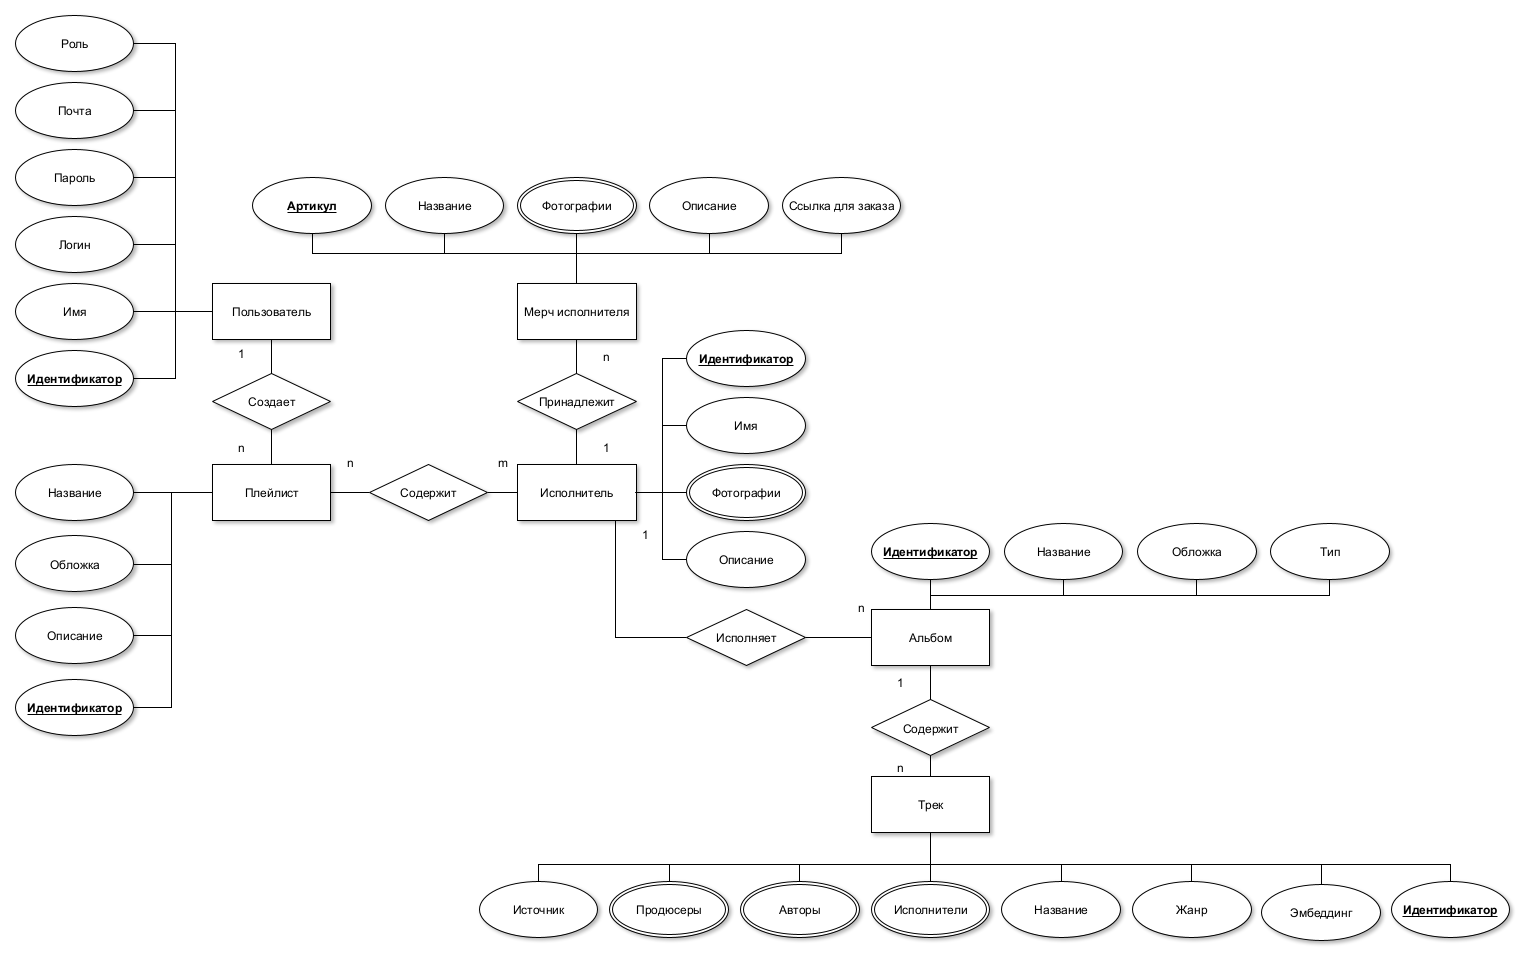 Роль
Почта
Пароль
Логин
Имя
Идентификатор
Артикул
Название
Фотографии
Описание
Ссылка для заказа
Пользователь
Мерч исполнителя
1
n
Создает
Принадлежит
n
1
Идентификатор
Имя
Фотографии
Описание
Название
Обложка
Описание
Идентификатор
Плейлист
n
Содержит
m
Исполнитель
1
Идентификатор
Название
Обложка
Тип
Исполняет
n
Альбом
1
Содержит
n
Трек
Источник
Продюсеры
Авторы
Исполнители
Название
Жанр
Эмбеддинг
Идентификатор